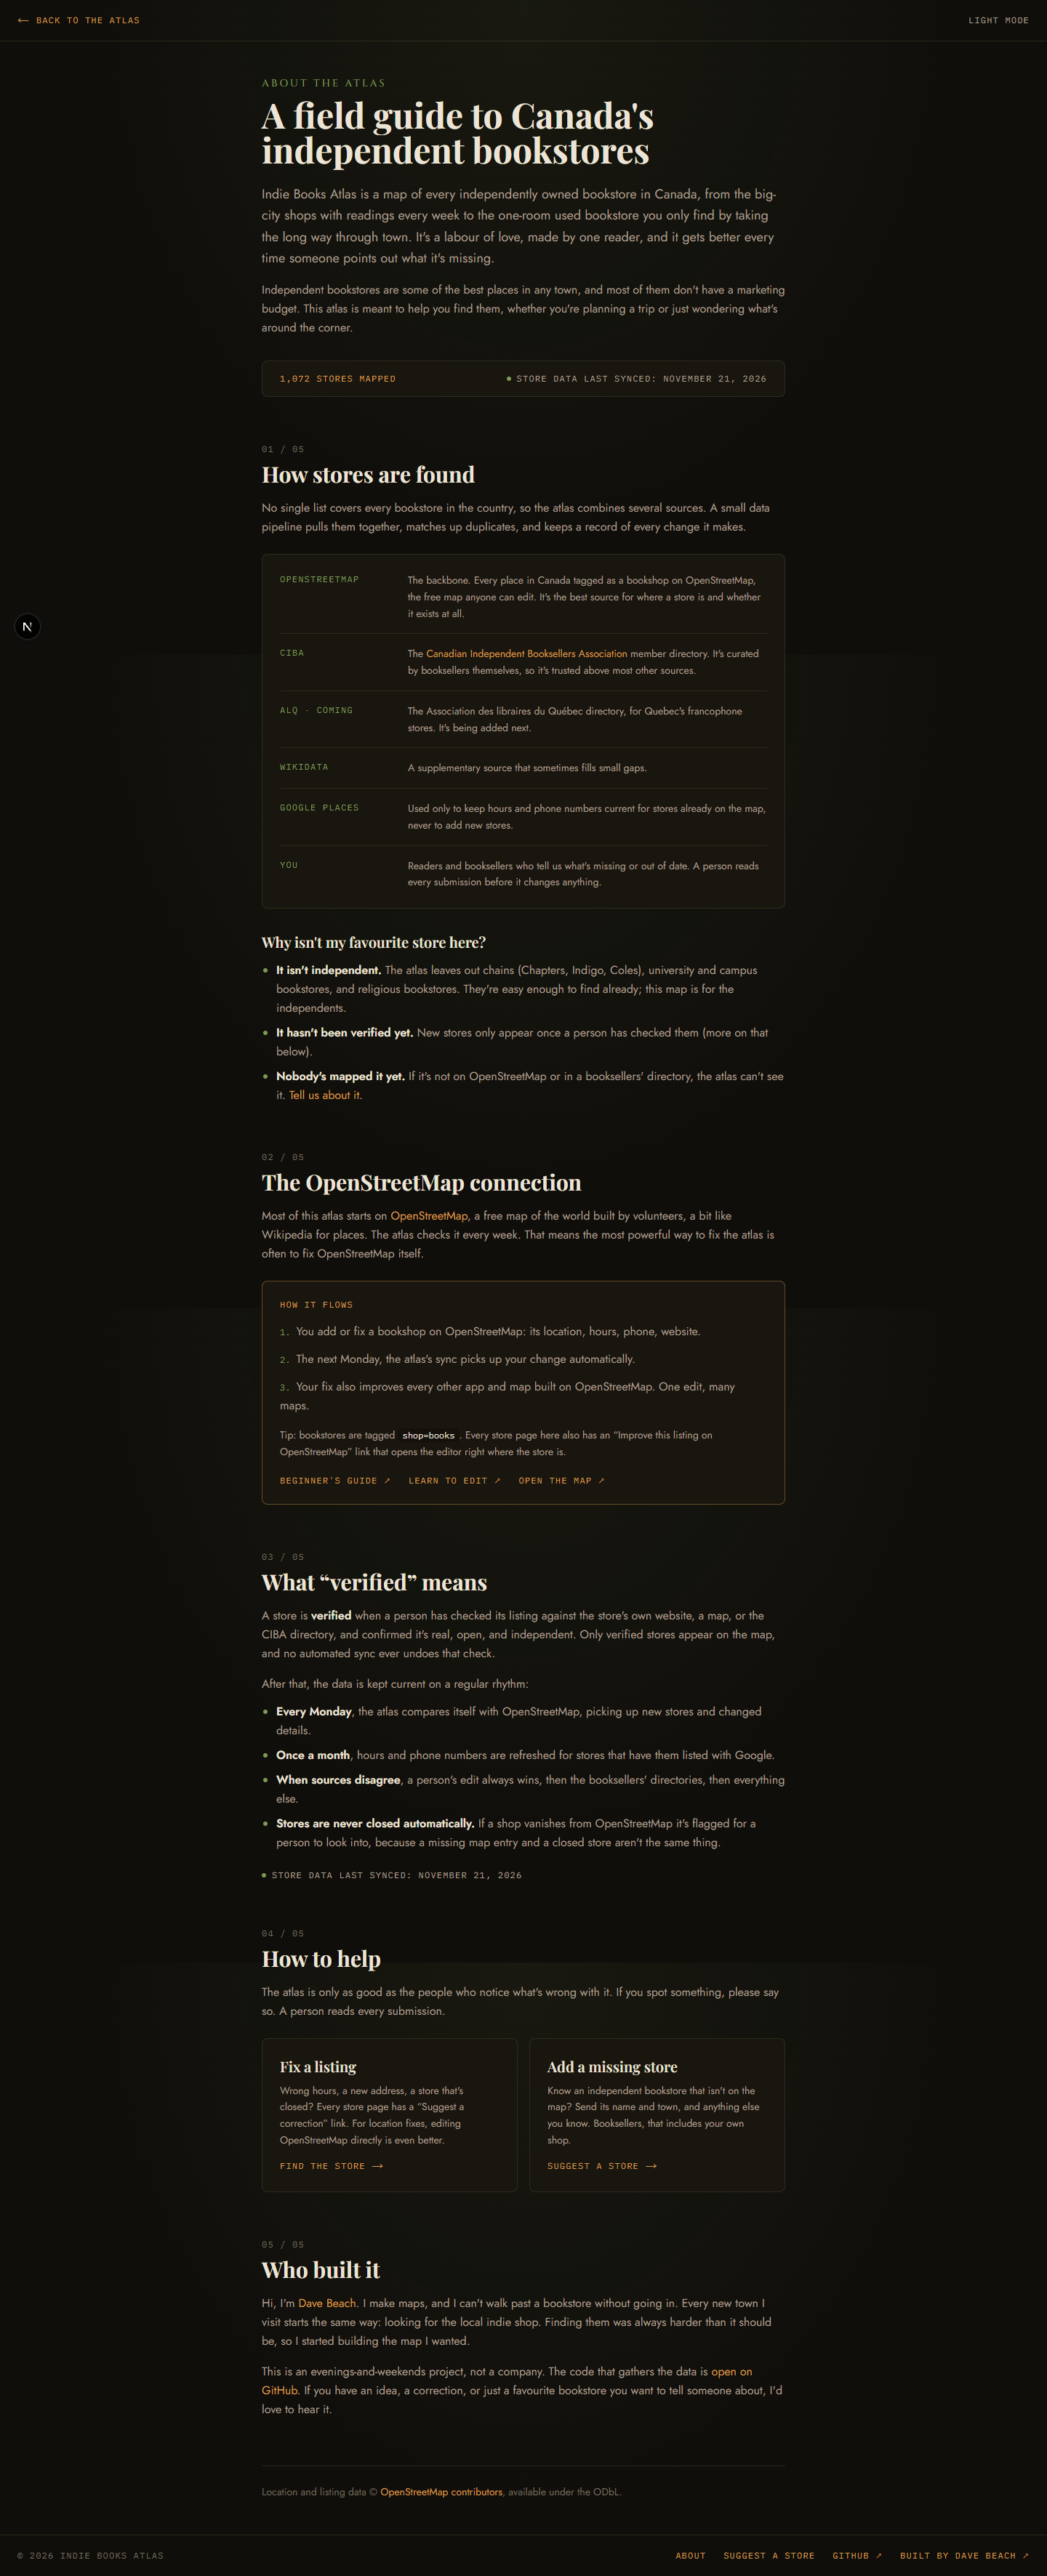 ← BACK TO THE ATLAS
LIGHT MODE
ABOUT THE ATLAS
A field guide to Canada's
independent bookstores
Indie Books Atlas is a map of every independently owned bookstore in Canada, from the big-
city shops with readings every week to the one-room used bookstore you only find by taking
the long way through town. It's a labour of love, made by one reader, and it gets better every
time someone points out what it's missing.
Independent bookstores are some of the best places in any town, and most of them don't have a marketing
budget. This atlas is meant to help you find them, whether you're planning a trip or just wondering what's
around the corner.
1,072 STORES MAPPED
● STORE DATA LAST SYNCED: NOVEMBER 21, 2026
01 / 05
How stores are found
No single list covers every bookstore in the country, so the atlas combines several sources. A small data
pipeline pulls them together, matches up duplicates, and keeps a record of every change it makes.
OPENSTREETMAP
The backbone. Every place in Canada tagged as a bookshop on OpenStreetMap,
the free map anyone can edit. It's the best source for where a store is and whether
it exists at all.
N
CIBA
The Canadian Independent Booksellers Association member directory. It's curated
by booksellers themselves, so it's trusted above most other sources.
ALQ · COMING
The Association des libraires du Québec directory, for Quebec's francophone
stores. It's being added next.
WIKIDATA
A supplementary source that sometimes fills small gaps.
GOOGLE PLACES
Used only to keep hours and phone numbers current for stores already on the map,
never to add new stores.
YOU
Readers and booksellers who tell us what's missing or out of date. A person reads
every submission before it changes anything.
Why isn't my favourite store here?
• It isn't independent. The atlas leaves out chains (Chapters, Indigo, Coles), university and campus
bookstores, and religious bookstores. They're easy enough to find already; this map is for the
independents.
• It hasn't been verified yet. New stores only appear once a person has checked them (more on that
below).
• Nobody's mapped it yet. If it's not on OpenStreetMap or in a booksellers' directory, the atlas can't see
it. Tell us about it.
02 / 05
The OpenStreetMap connection
Most of this atlas starts on OpenStreetMap, a free map of the world built by volunteers, a bit like
Wikipedia for places. The atlas checks it every week. That means the most powerful way to fix the atlas is
often to fix OpenStreetMap itself.
HOW IT FLOWS
1. You add or fix a bookshop on OpenStreetMap: its location, hours, phone, website.
2. The next Monday, the atlas's sync picks up your change automatically.
3. Your fix also improves every other app and map built on OpenStreetMap. One edit, many
maps.
Tip: bookstores are tagged shop=books. Every store page here also has an “Improve this listing on
OpenStreetMap” link that opens the editor right where the store is.
BEGINNER'S GUIDE ↗ LEARN TO EDIT ↗ OPEN THE MAP ↗
03 / 05
What “verified” means
A store is verified when a person has checked its listing against the store's own website, a map, or the
CIBA directory, and confirmed it's real, open, and independent. Only verified stores appear on the map,
and no automated sync ever undoes that check.
After that, the data is kept current on a regular rhythm:
• Every Monday, the atlas compares itself with OpenStreetMap, picking up new stores and changed
details.
• Once a month, hours and phone numbers are refreshed for stores that have them listed with Google.
• When sources disagree, a person's edit always wins, then the booksellers' directories, then everything
else.
• Stores are never closed automatically. If a shop vanishes from OpenStreetMap it's flagged for a
person to look into, because a missing map entry and a closed store aren't the same thing.
● STORE DATA LAST SYNCED: NOVEMBER 21, 2026
04 / 05
How to help
The atlas is only as good as the people who notice what's wrong with it. If you spot something, please say
so. A person reads every submission.
Fix a listing
Wrong hours, a new address, a store that's
closed? Every store page has a “Suggest a
correction” link. For location fixes, editing
OpenStreetMap directly is even better.
FIND THE STORE →
Add a missing store
Know an independent bookstore that isn't on the
map? Send its name and town, and anything else
you know. Booksellers, that includes your own
shop.
SUGGEST A STORE →
05 / 05
Who built it
Hi, I'm Dave Beach. I make maps, and I can't walk past a bookstore without going in. Every new town I
visit starts the same way: looking for the local indie shop. Finding them was always harder than it should
be, so I started building the map I wanted.
This is an evenings-and-weekends project, not a company. The code that gathers the data is open on
GitHub. If you have an idea, a correction, or just a favourite bookstore you want to tell someone about, I'd
love to hear it.
Location and listing data © OpenStreetMap contributors, available under the ODbL.
© 2026 INDIE BOOKS ATLAS
ABOUT SUGGEST A STORE GITHUB ↗ BUILT BY DAVE BEACH ↗